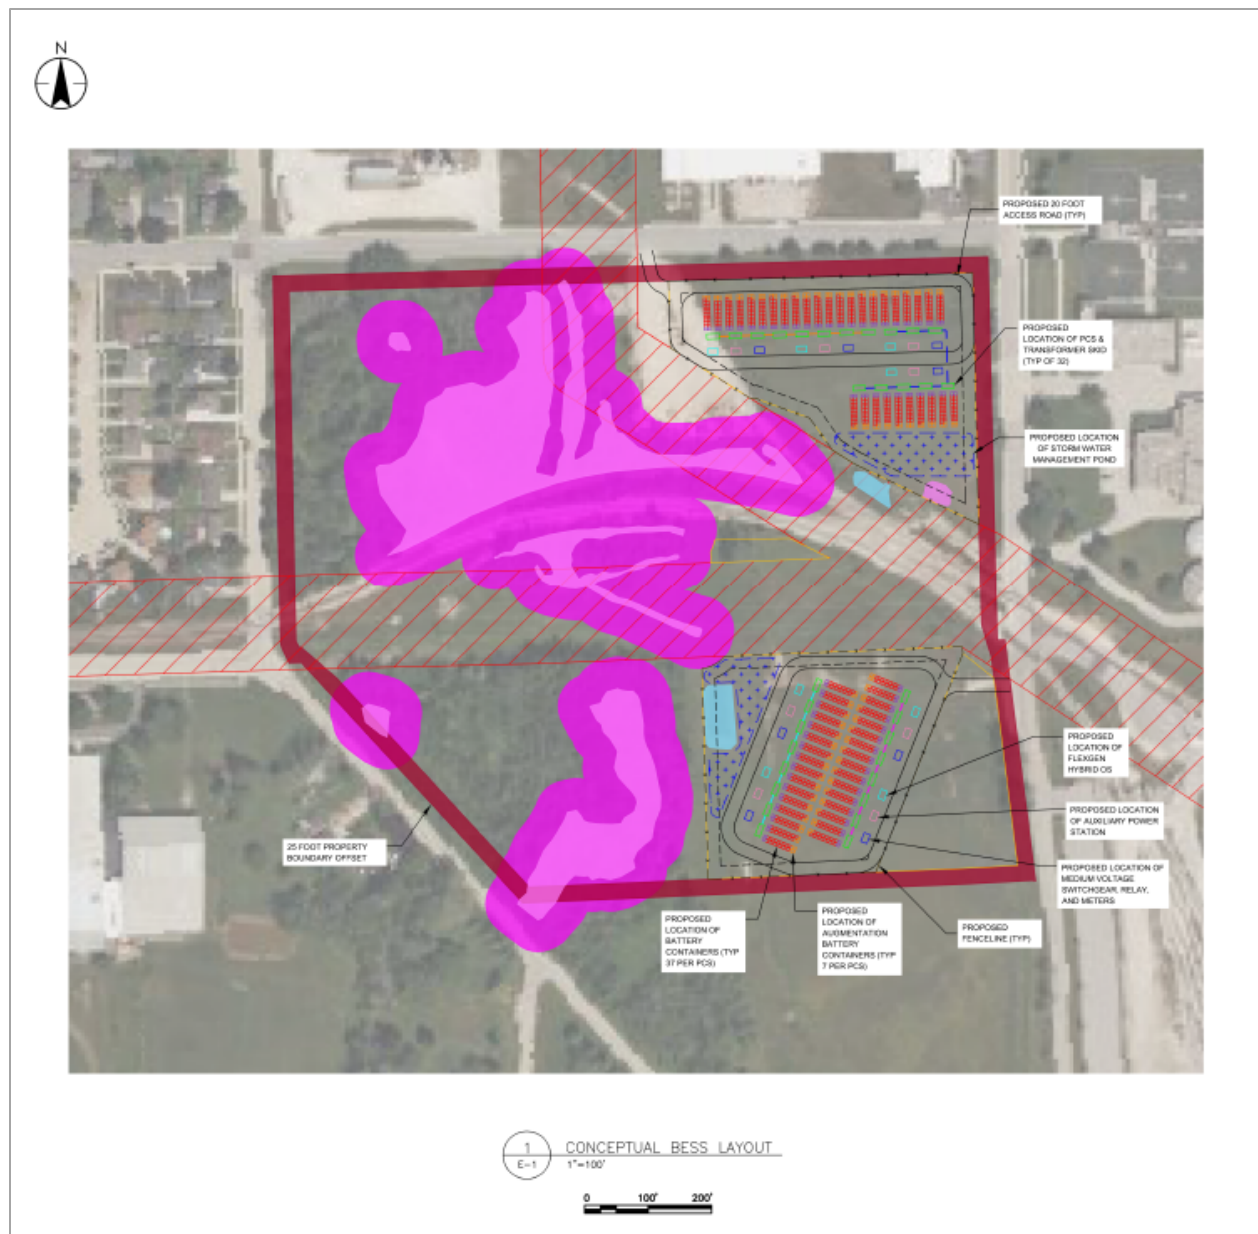 N
PROPOSED 20 FOOT
ACCESS ROAD (TYP)
PROPOSED
LOCATION OF PCS &
TRANSFORMER SKID
(TYP OF 32)
PROPOSED LOCATION
OF STORM WATER
MANAGEMENT POND
PROPOSED
LOCATION OF
FLEXGEN
HYBRID OS
PROPOSED LOCATION
OF AUXILIARY POWER
STATION
PROPOSED LOCATION OF
MEDIUM VOLTAGE
SWITCHGEAR, RELAY,
AND METERS
25 FOOT PROPERTY
BOUNDARY OFFSET
PROPOSED
LOCATION OF
BATTERY
CONTAINERS (TYP
37 PER PCS)
PROPOSED
LOCATION OF
AUGMENTATION
BATTERY
CONTAINERS (TYP
7 PER PCS)
PROPOSED
FENCELINE (TYP)
1
E-1
CONCEPTUAL BESS LAYOUT
1"=100'
0 100' 200'